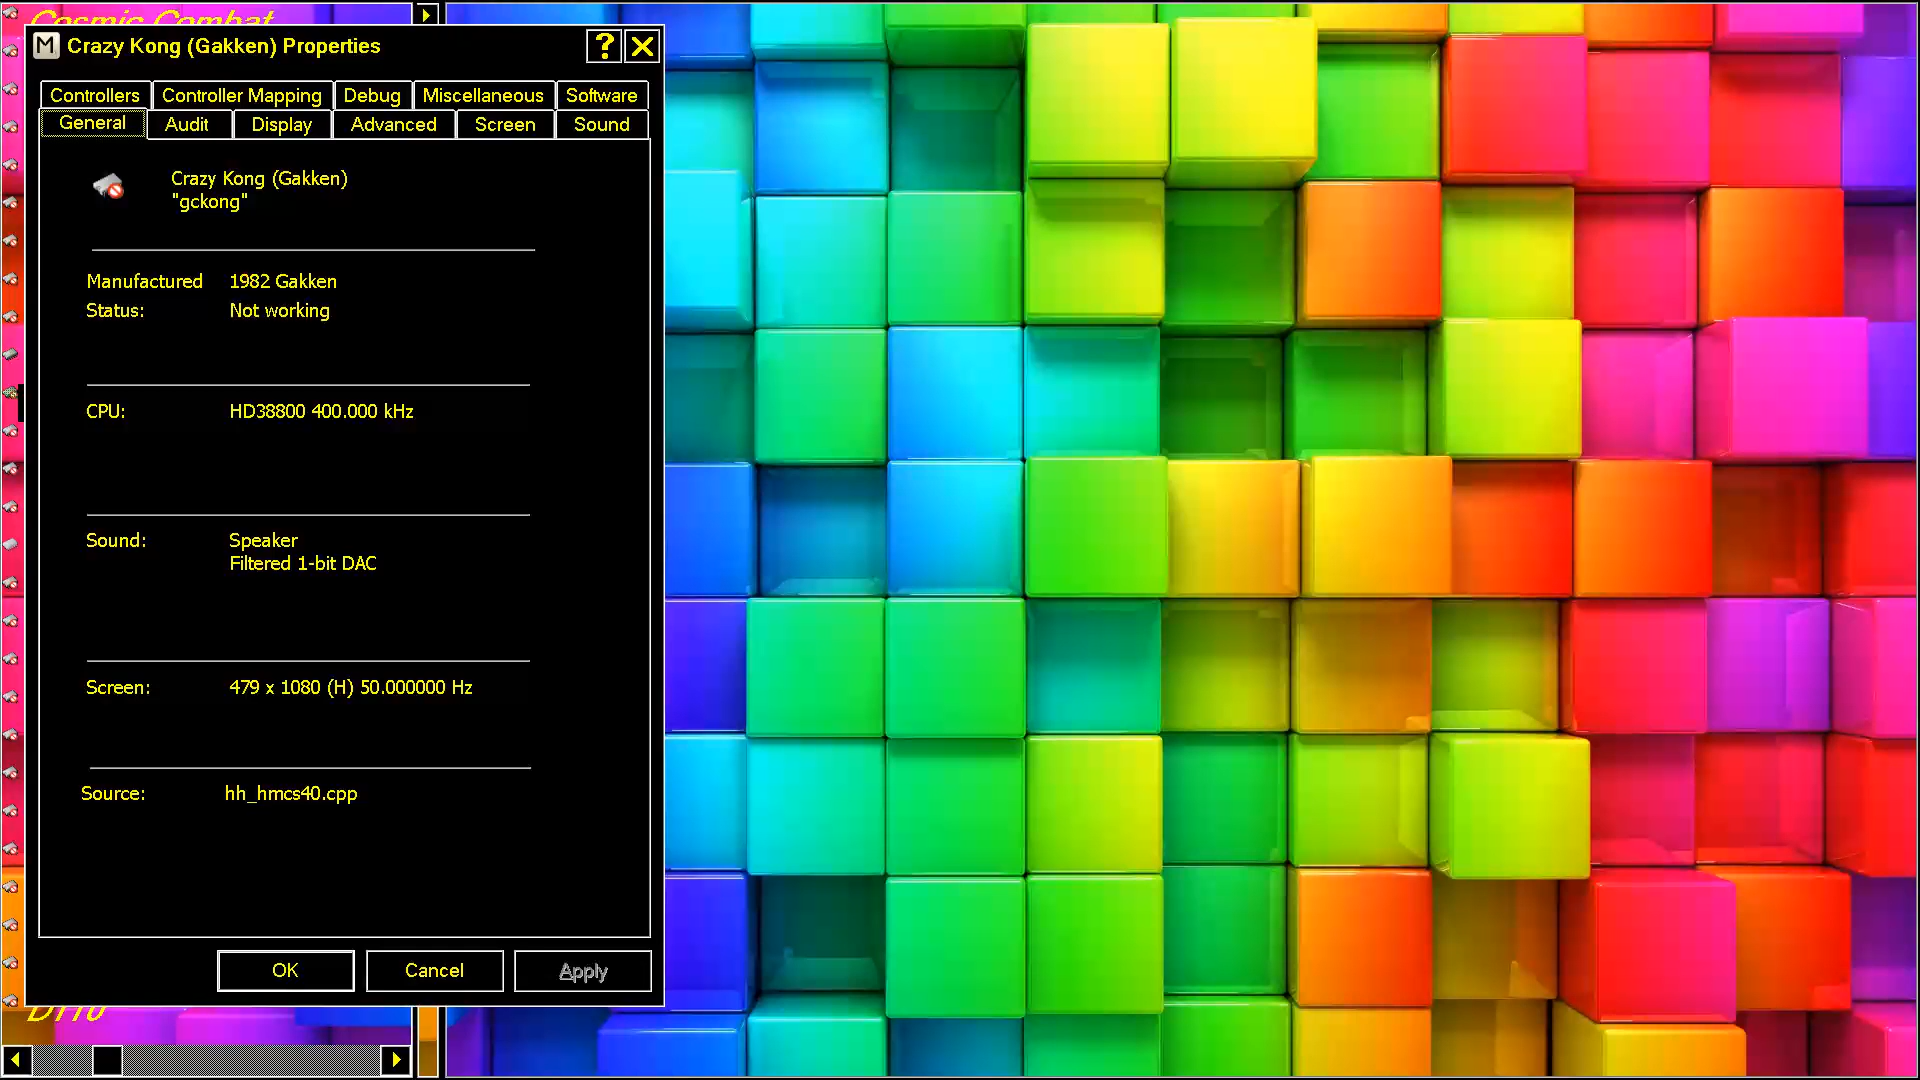 Cosmic Combat
M Crazy Kong (Gakken) Properties ?
Controllers Controller Mapping Debug Miscellaneous Software
General Audit Display Advanced Screen Sound
Crazy Kong (Gakken)
"gckong"
Manufactured 1982 Gakken
Status: Not working
CPU: HD38800 400.000 kHz
Sound: Speaker
Filtered 1-bit DAC
Screen: 479 x 1080 (H) 50.000000 Hz
Source: hh_hmcs40.cpp
OK Cancel Apply